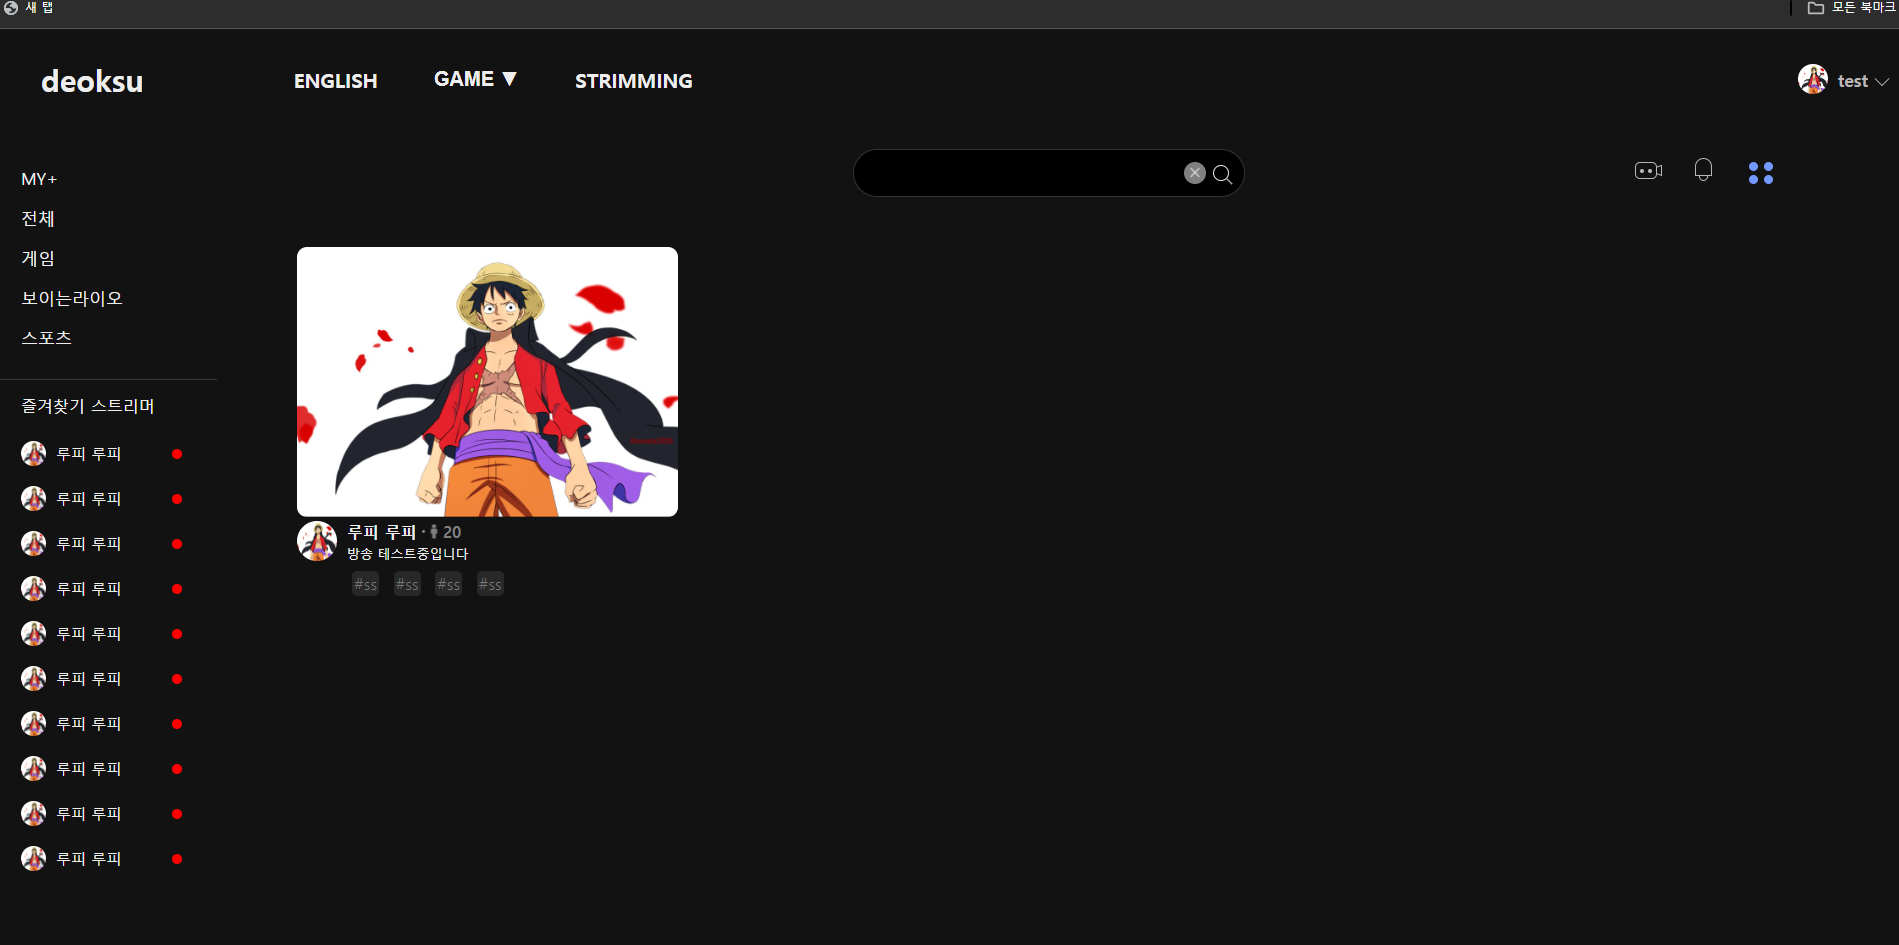 새 탭
모든 북마크
deoksu
ENGLISH
GAME ▼
STRIMMING
test
MY+
전체
게임
보이는라이오
스포츠
즐겨찾기 스트리머
루피 루피
루피 루피
루피 루피
루피 루피
루피 루피
루피 루피
루피 루피
루피 루피
루피 루피
루피 루피
루피 루피 · 20
방송 테스트중입니다
#ss #ss #ss #ss